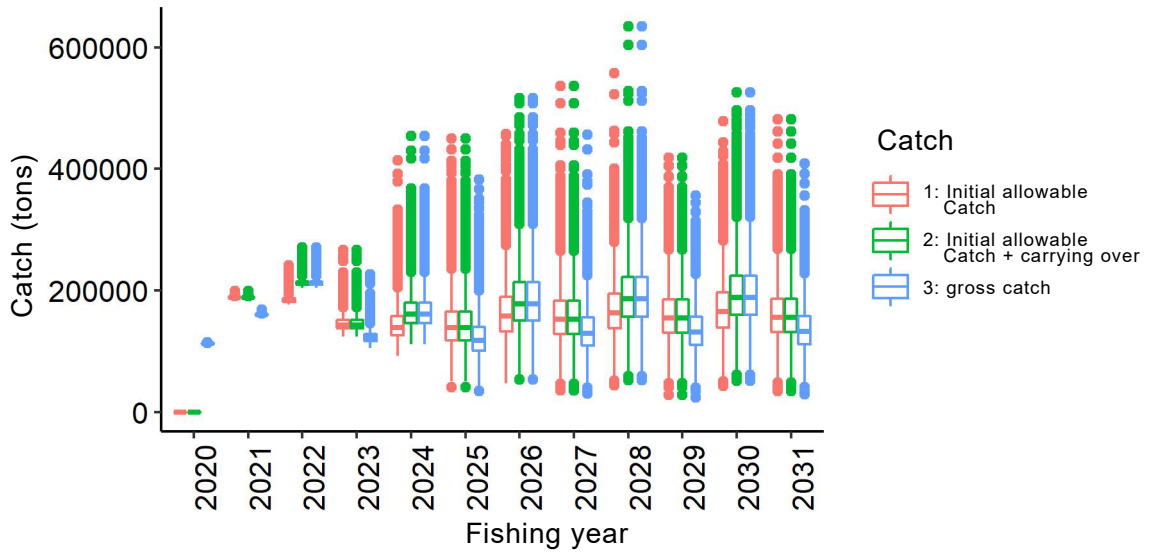 Catch (tons)
600000
400000
200000
0
2020
2021
2022
2023
2024
2025
2026
2027
2028
2029
2030
2031
Fishing year
Catch
1: Initial allowable
Catch
2: Initial allowable
Catch + carrying over
3: gross catch